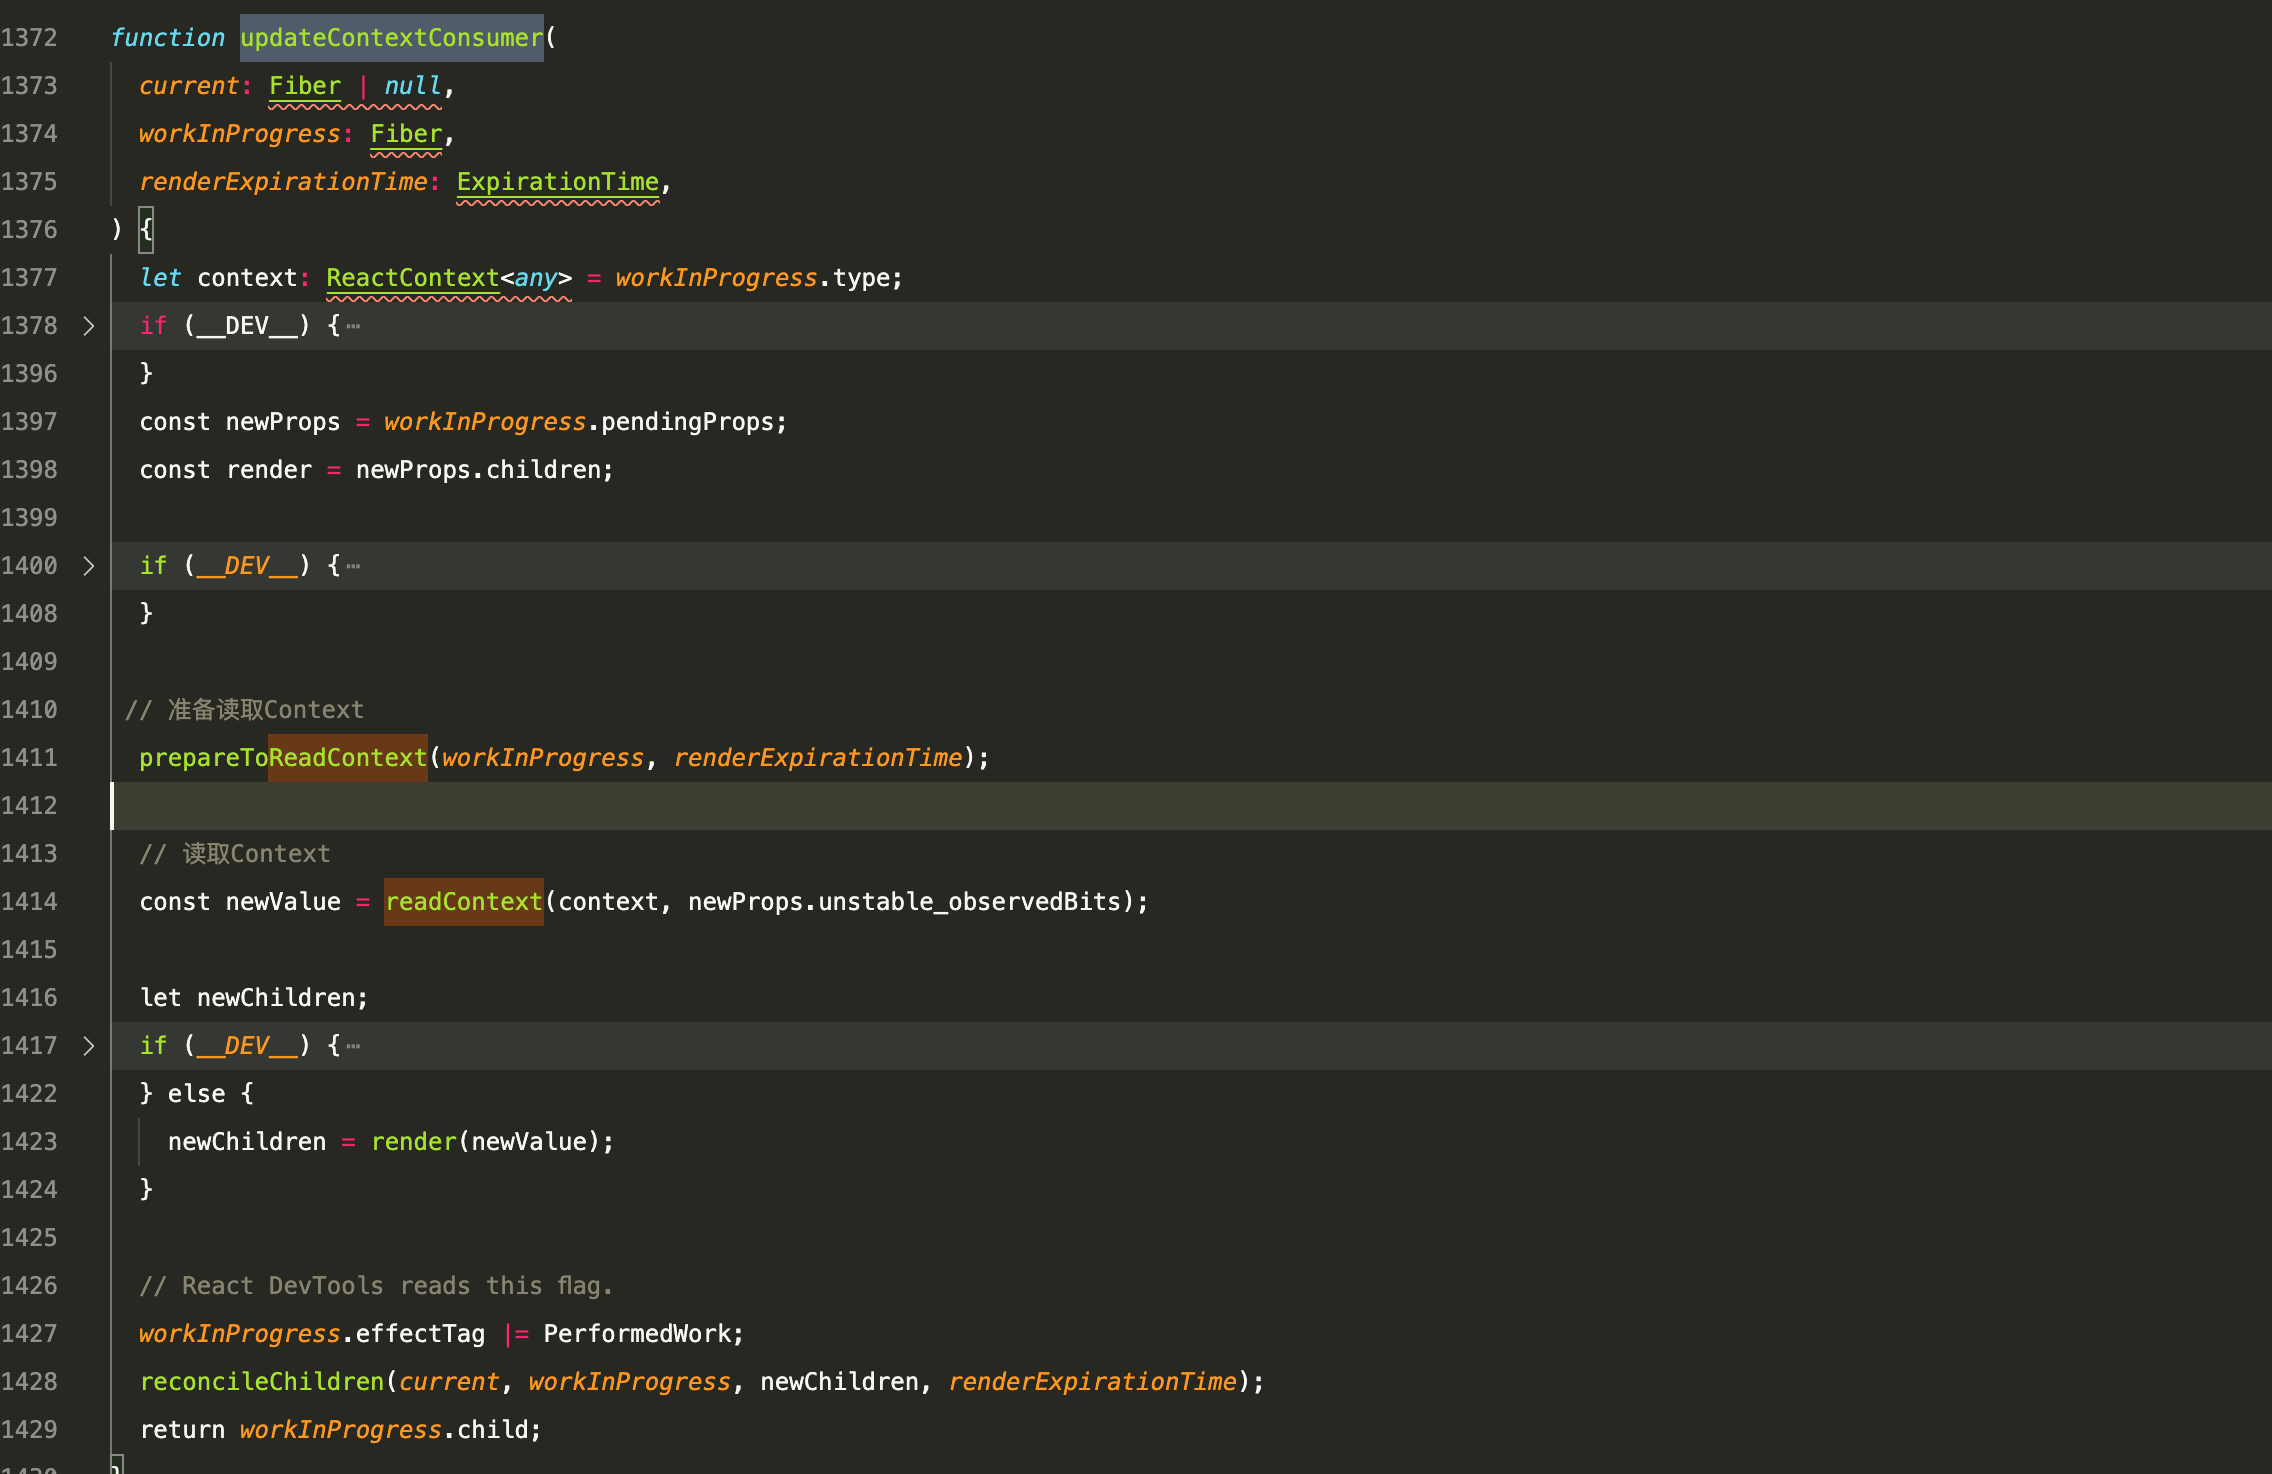 1372 function updateContextConsumer(
1373 current: Fiber | null,
1374 workInProgress: Fiber,
1375 renderExpirationTime: ExpirationTime,
1376 ) {
1377 let context: ReactContext<any> = workInProgress.type;
1378 if (__DEV__) {…
1396 }
1397 const newProps = workInProgress.pendingProps;
1398 const render = newProps.children;
1399
1400 if (__DEV__) {…
1408 }
1409
1410 // 准备读取Context
1411 prepareToReadContext(workInProgress, renderExpirationTime);
1412
1413 // 读取Context
1414 const newValue = readContext(context, newProps.unstable_observedBits);
1415
1416 let newChildren;
1417 if (__DEV__) {…
1422 } else {
1423 newChildren = render(newValue);
1424 }
1425
1426 // React DevTools reads this flag.
1427 workInProgress.effectTag |= PerformedWork;
1428 reconcileChildren(current, workInProgress, newChildren, renderExpirationTime);
1429 return workInProgress.child;
1430 }